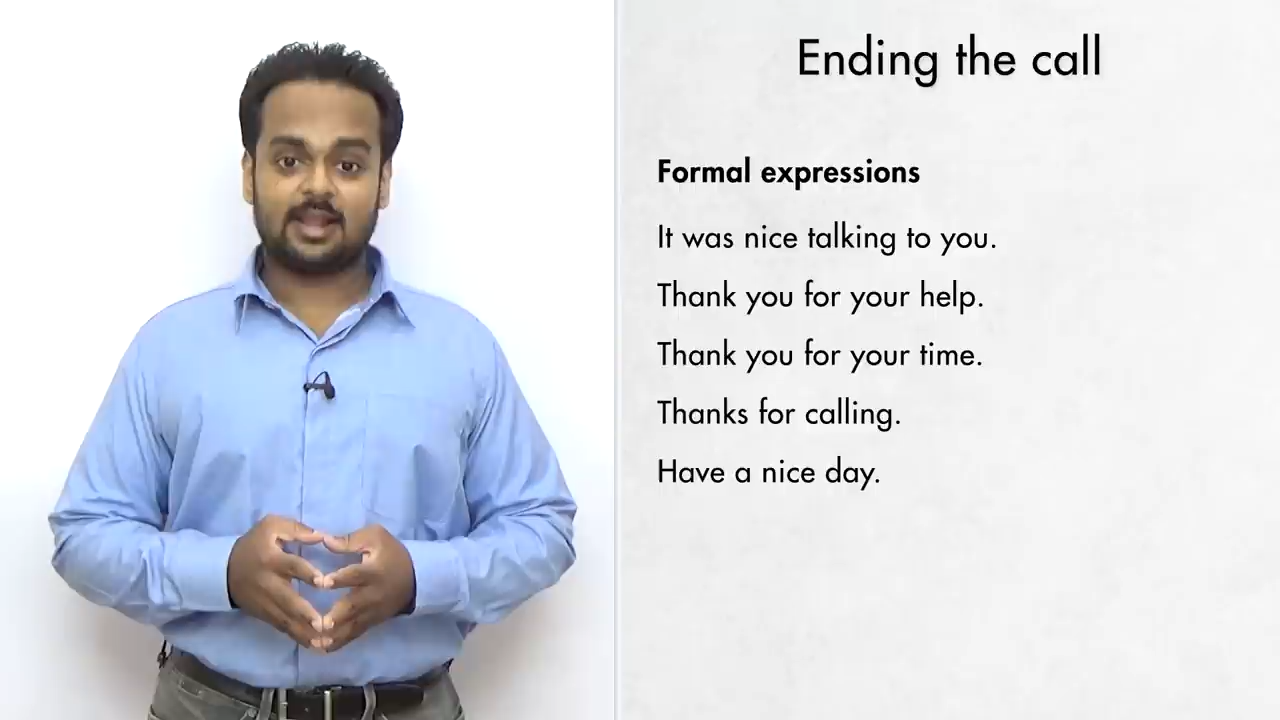 Ending the call
Formal expressions
It was nice talking to you.
Thank you for your help.
Thank you for your time.
Thanks for calling.
Have a nice day.